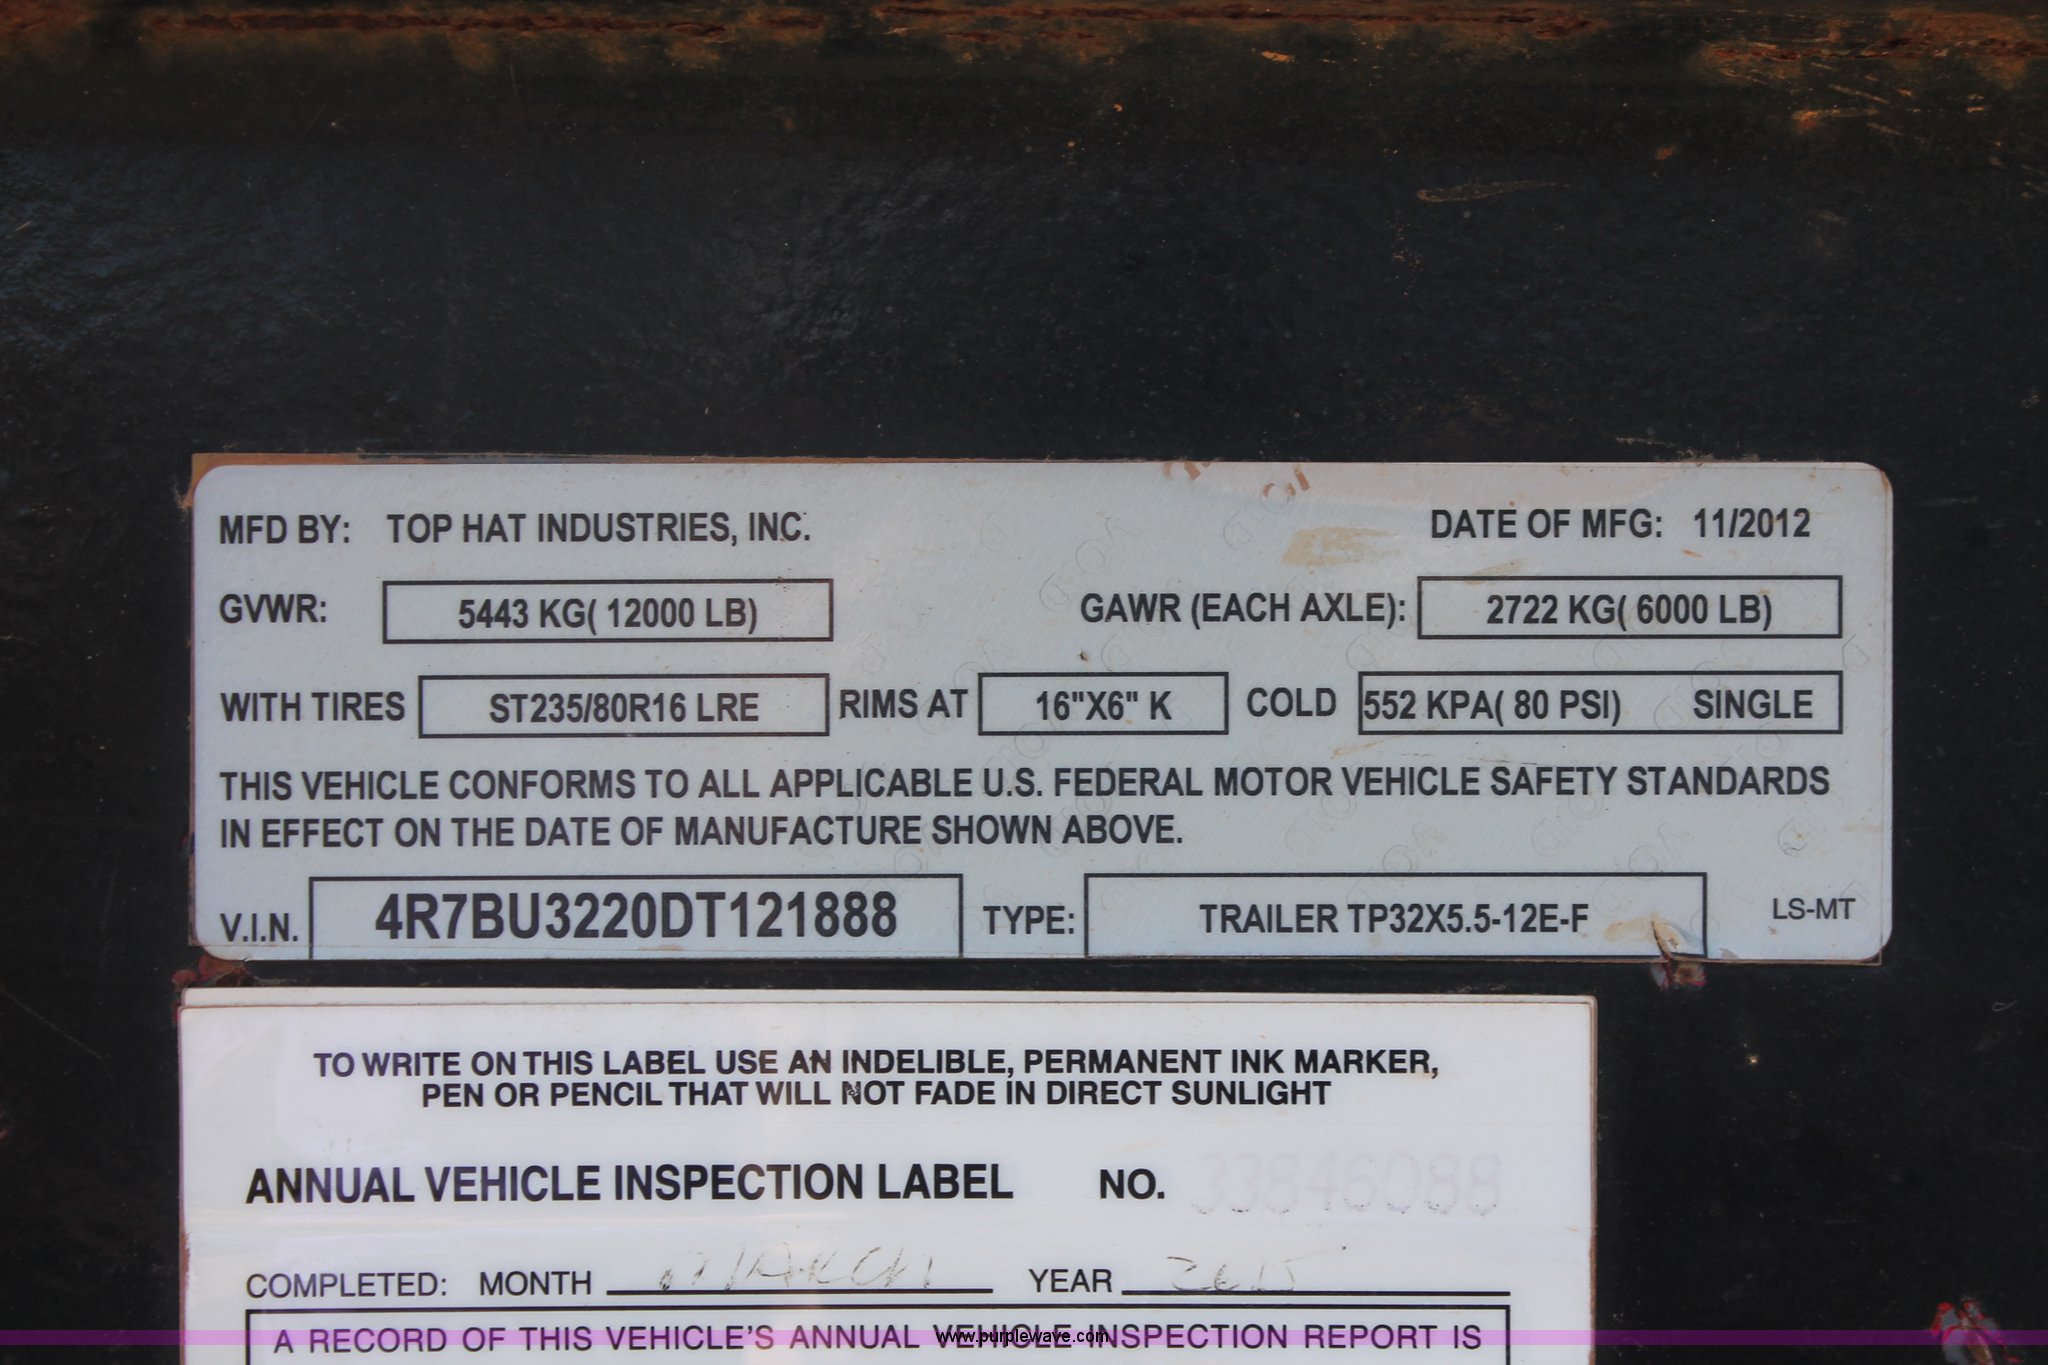 MFD BY: TOP HAT INDUSTRIES, INC. DATE OF MFG: 11/2012
GVWR: 5443 KG( 12000 LB) GAWR (EACH AXLE): 2722 KG( 6000 LB)
WITH TIRES ST235/80R16 LRE RIMS AT 16"X6" K COLD 552 KPA( 80 PSI) SINGLE
THIS VEHICLE CONFORMS TO ALL APPLICABLE U.S. FEDERAL MOTOR VEHICLE SAFETY STANDARDS
IN EFFECT ON THE DATE OF MANUFACTURE SHOWN ABOVE.
V.I.N. 4R7BU3220DT121888 TYPE: TRAILER TP32X5.5-12E-F LS-MT
TO WRITE ON THIS LABEL USE AN INDELIBLE, PERMANENT INK MARKER,
PEN OR PENCIL THAT WILL NOT FADE IN DIRECT SUNLIGHT
ANNUAL VEHICLE INSPECTION LABEL NO. 33846088
COMPLETED: MONTH MARCH YEAR 2015
A RECORD OF THIS VEHICLE'S ANNUAL VEHICLE INSPECTION REPORT IS
www.purplewave.com